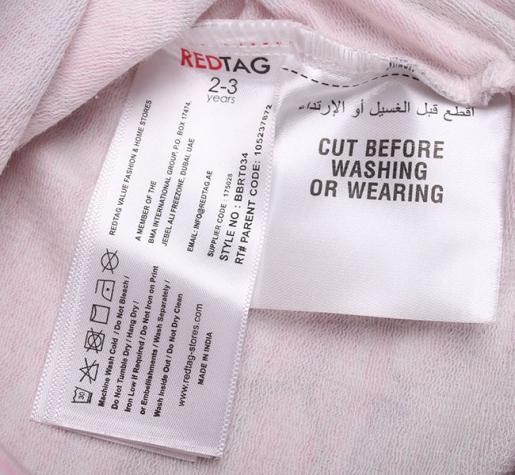 REDTAG
2-3
years
REDTAG VALUE FASHION & HOME STORES
A MEMBER OF THE
BMA INTERNATIONAL GROUP, P.O. BOX 17474,
JEBEL ALI FREEZONE, DUBAI, UAE
EMAIL: INFO@REDTAG.AE
SUPPLIER CODE : 175028
STYLE NO : BBRT034
RT# PARENT CODE: 105237872
30
Machine Wash Cold / Do Not Bleach /
Do Not Tumble Dry / Hang Dry /
Iron Low If Required / Do Not Iron on Print
or Embellishments / Wash Separately /
Wash Inside Out / Do Not Dry Clean
www.redtag-stores.com
MADE IN INDIA
أقطع قبل الغسيل أو الإرتداء
CUT BEFORE
WASHING
OR WEARING